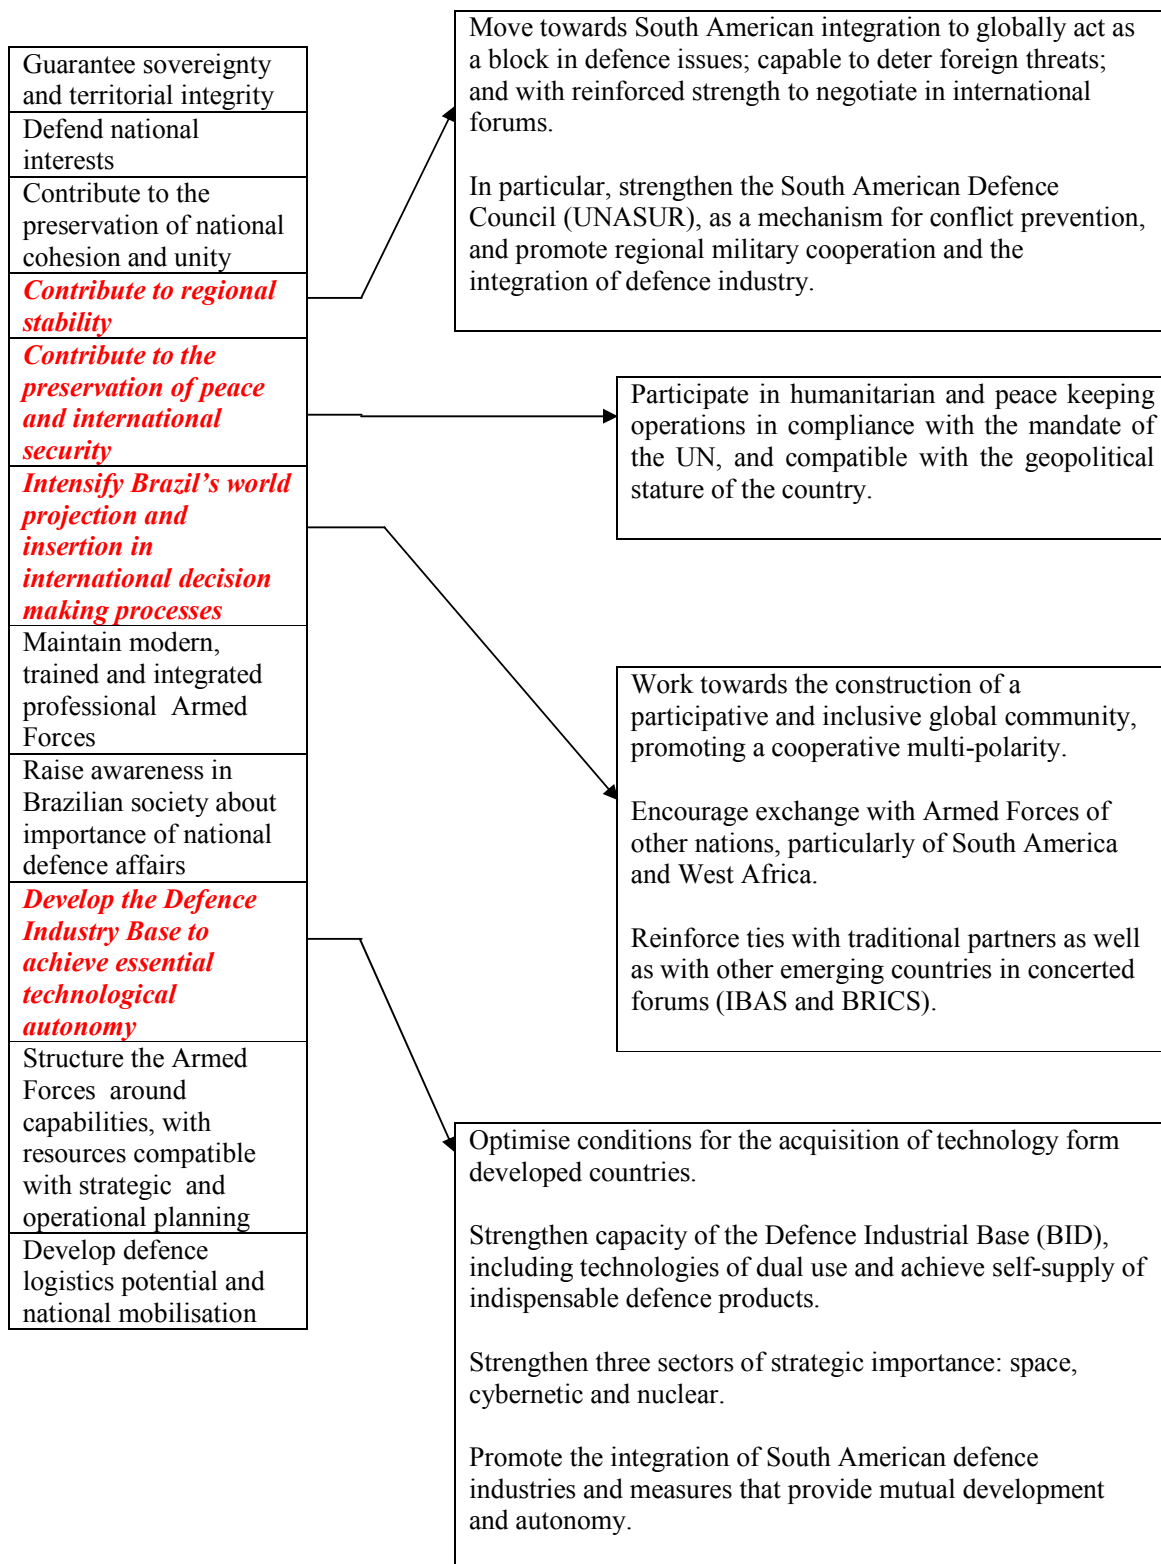 Guarantee sovereignty
and territorial integrity
Defend national
interests
Contribute to the
preservation of national
cohesion and unity
Contribute to regional
stability
Contribute to the
preservation of peace
and international
security
Intensify Brazil’s world
projection and
insertion in
international decision
making processes
Maintain modern,
trained and integrated
professional Armed
Forces
Raise awareness in
Brazilian society about
importance of national
defence affairs
Develop the Defence
Industry Base to
achieve essential
technological
autonomy
Structure the Armed
Forces around
capabilities, with
resources compatible
with strategic and
operational planning
Develop defence
logistics potential and
national mobilisation
Move towards South American integration to globally act as
a block in defence issues; capable to deter foreign threats;
and with reinforced strength to negotiate in international
forums.
In particular, strengthen the South American Defence
Council (UNASUR), as a mechanism for conflict prevention,
and promote regional military cooperation and the
integration of defence industry.
Participate in humanitarian and peace keeping
operations in compliance with the mandate of
the UN, and compatible with the geopolitical
stature of the country.
Work towards the construction of a
participative and inclusive global community,
promoting a cooperative multi-polarity.
Encourage exchange with Armed Forces of
other nations, particularly of South America
and West Africa.
Reinforce ties with traditional partners as well
as with other emerging countries in concerted
forums (IBAS and BRICS).
Optimise conditions for the acquisition of technology form
developed countries.
Strengthen capacity of the Defence Industrial Base (BID),
including technologies of dual use and achieve self-supply of
indispensable defence products.
Strengthen three sectors of strategic importance: space,
cybernetic and nuclear.
Promote the integration of South American defence
industries and measures that provide mutual development
and autonomy.